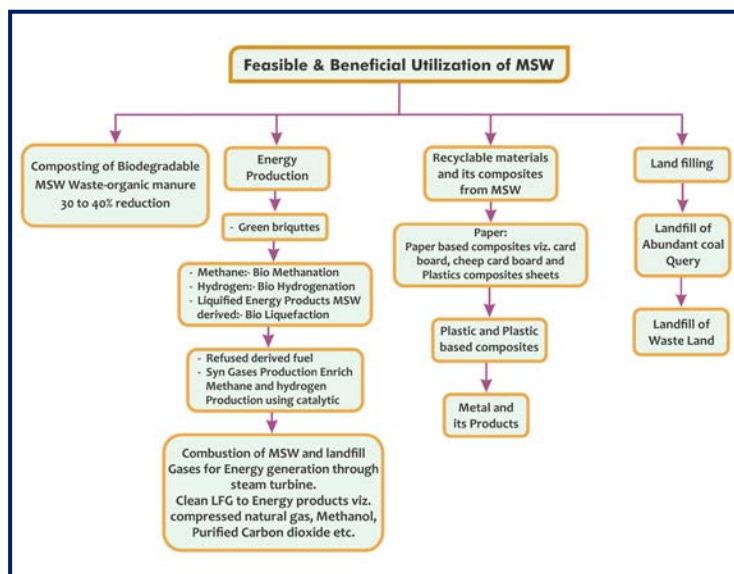 Feasible & Beneficial Utilization of MSW
Composting of Biodegradable
MSW Waste-organic manure
30 to 40% reduction
Energy
Production
- Green briquttes
- Methane:- Bio Methanation
- Hydrogen:- Bio Hydrogenation
- Liquified Energy Products MSW
derived:- Bio Liquefaction
- Refused derived fuel
- Syn Gases Production Enrich
Methane and hydrogen
Production using catalytic
Combustion of MSW and landfill
Gases for Energy generation through
steam turbine.
Clean LFG to Energy products viz.
compressed natural gas, Methanol,
Purified Carbon dioxide etc.
Recyclable materials
and its composites
from MSW
Paper:
Paper based composites viz. card
board, cheep card board and
Plastics composites sheets
Plastic and Plastic
based composites
Metal and
its Products
Land filling
Landfill of
Abundant coal
Query
Landfill of
Waste Land